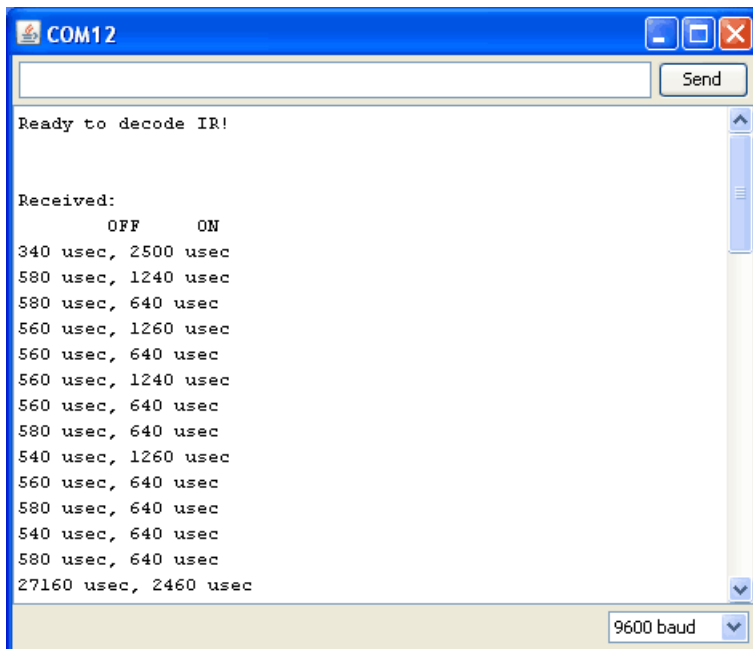 COM12
Send
Ready to decode IR!
Received:
OFF ON
340 usec, 2500 usec
580 usec, 1240 usec
580 usec, 640 usec
560 usec, 1260 usec
560 usec, 640 usec
560 usec, 1240 usec
560 usec, 640 usec
580 usec, 640 usec
540 usec, 1260 usec
560 usec, 640 usec
580 usec, 640 usec
540 usec, 640 usec
580 usec, 640 usec
27160 usec, 2460 usec
9600 baud